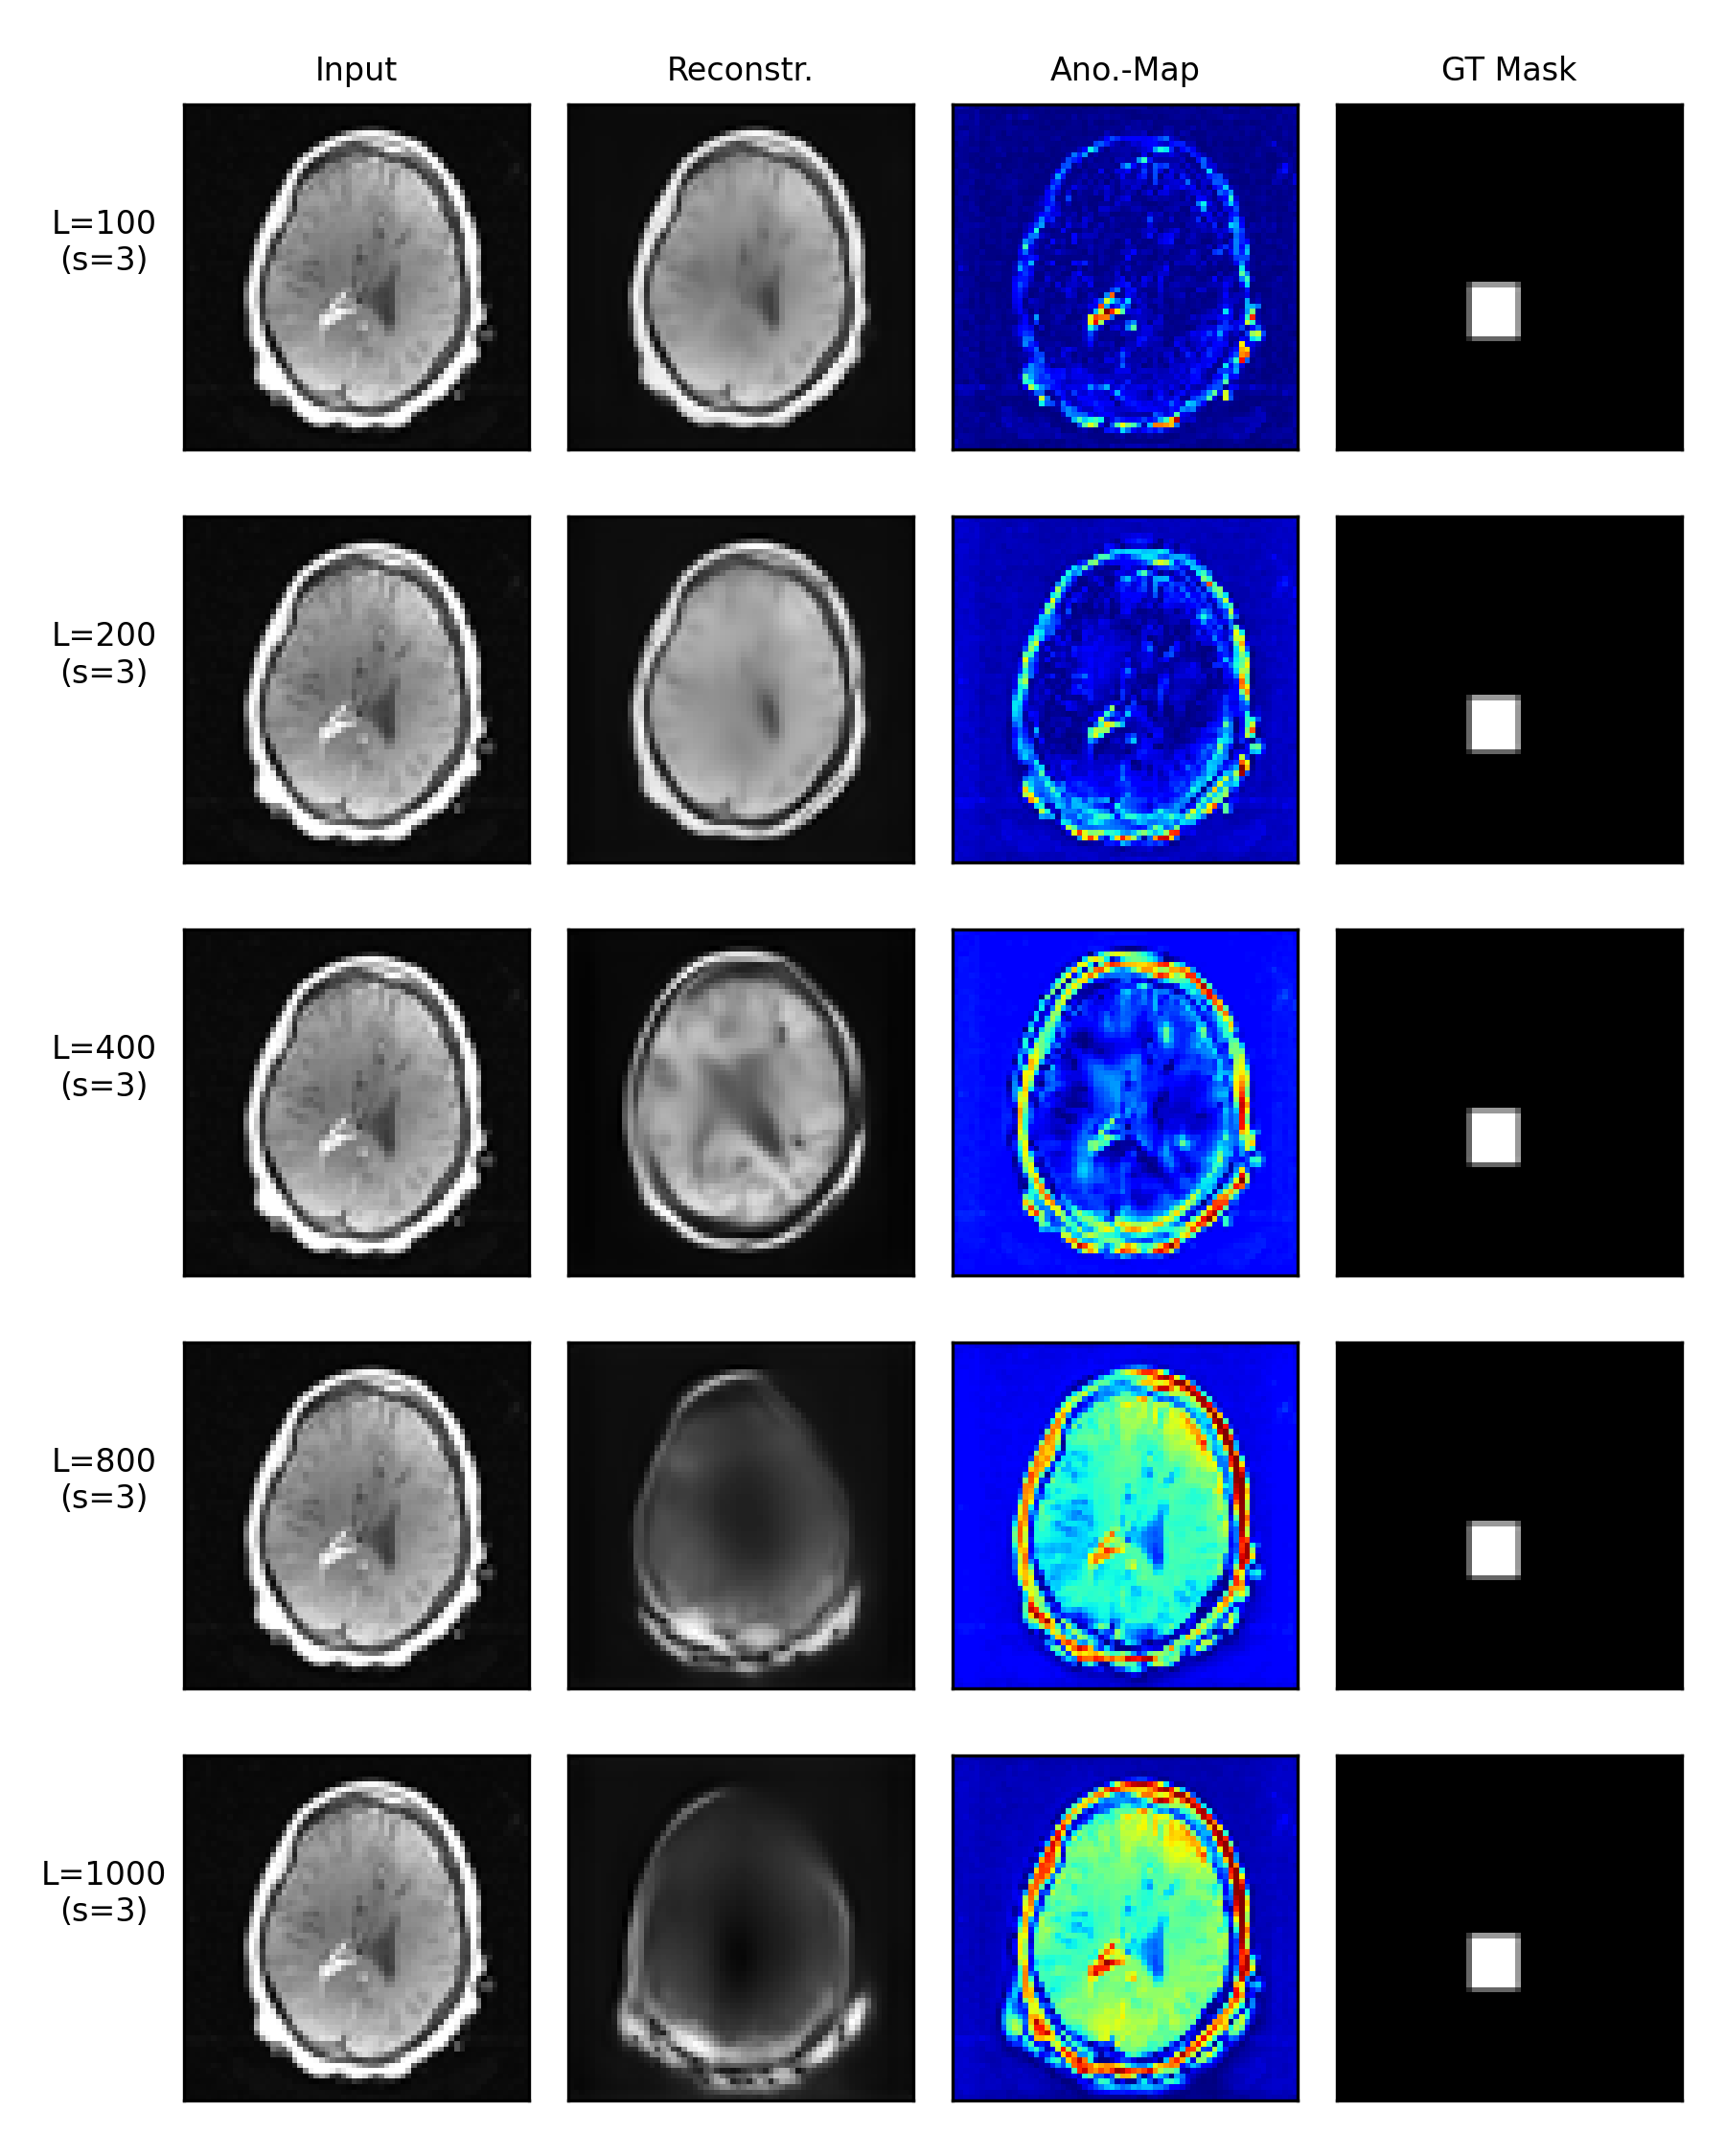 Input Reconstr. Ano.-Map GT Mask
L=100
(s=3)
L=200
(s=3)
L=400
(s=3)
L=800
(s=3)
L=1000
(s=3)